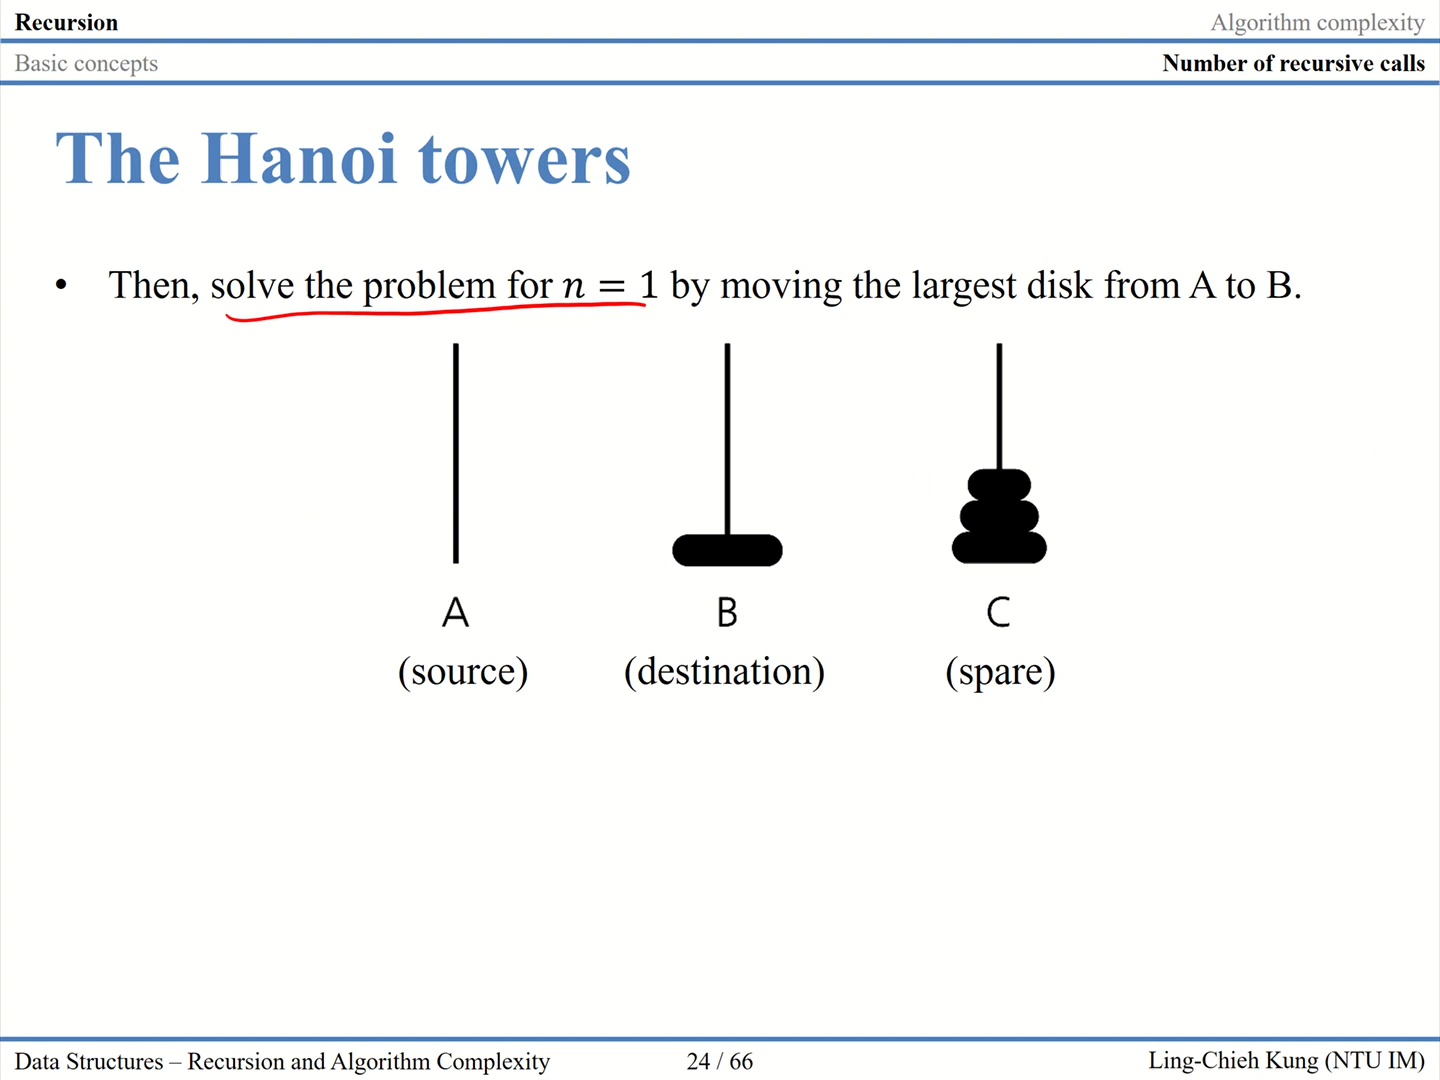 Recursion
Algorithm complexity
Basic concepts
Number of recursive calls
The Hanoi towers
• Then, solve the problem for n = 1 by moving the largest disk from A to B.
A
B
C
(source)
(destination)
(spare)
Data Structures – Recursion and Algorithm Complexity
24 / 66
Ling-Chieh Kung (NTU IM)